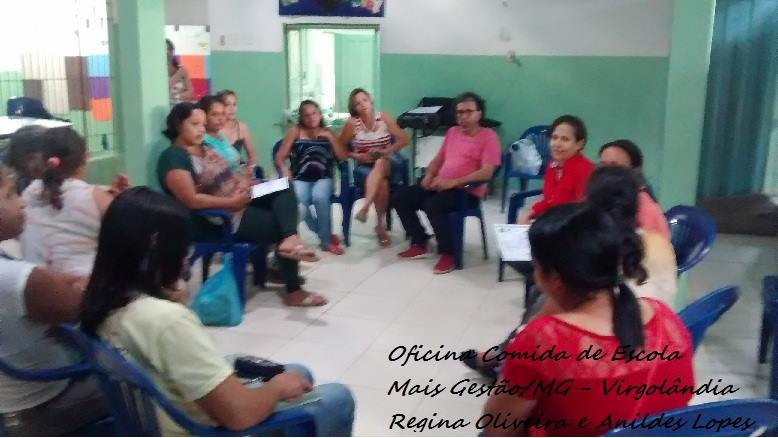 Oficina Comida de Escola
Mais Gestão/MG - Virgolândia
Regina Oliveira e Anildes Lopes